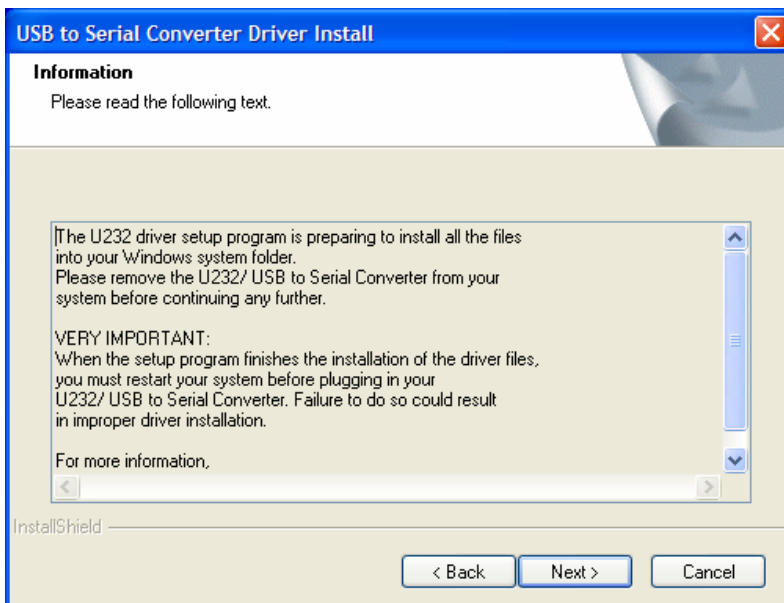 USB to Serial Converter Driver Install
Information
Please read the following text.
The U232 driver setup program is preparing to install all the files
into your Windows system folder.
Please remove the U232/ USB to Serial Converter from your
system before continuing any further.
VERY IMPORTANT:
When the setup program finishes the installation of the driver files,
you must restart your system before plugging in your
U232/ USB to Serial Converter. Failure to do so could result
in improper driver installation.
For more information,
InstallShield
< Back
Next >
Cancel